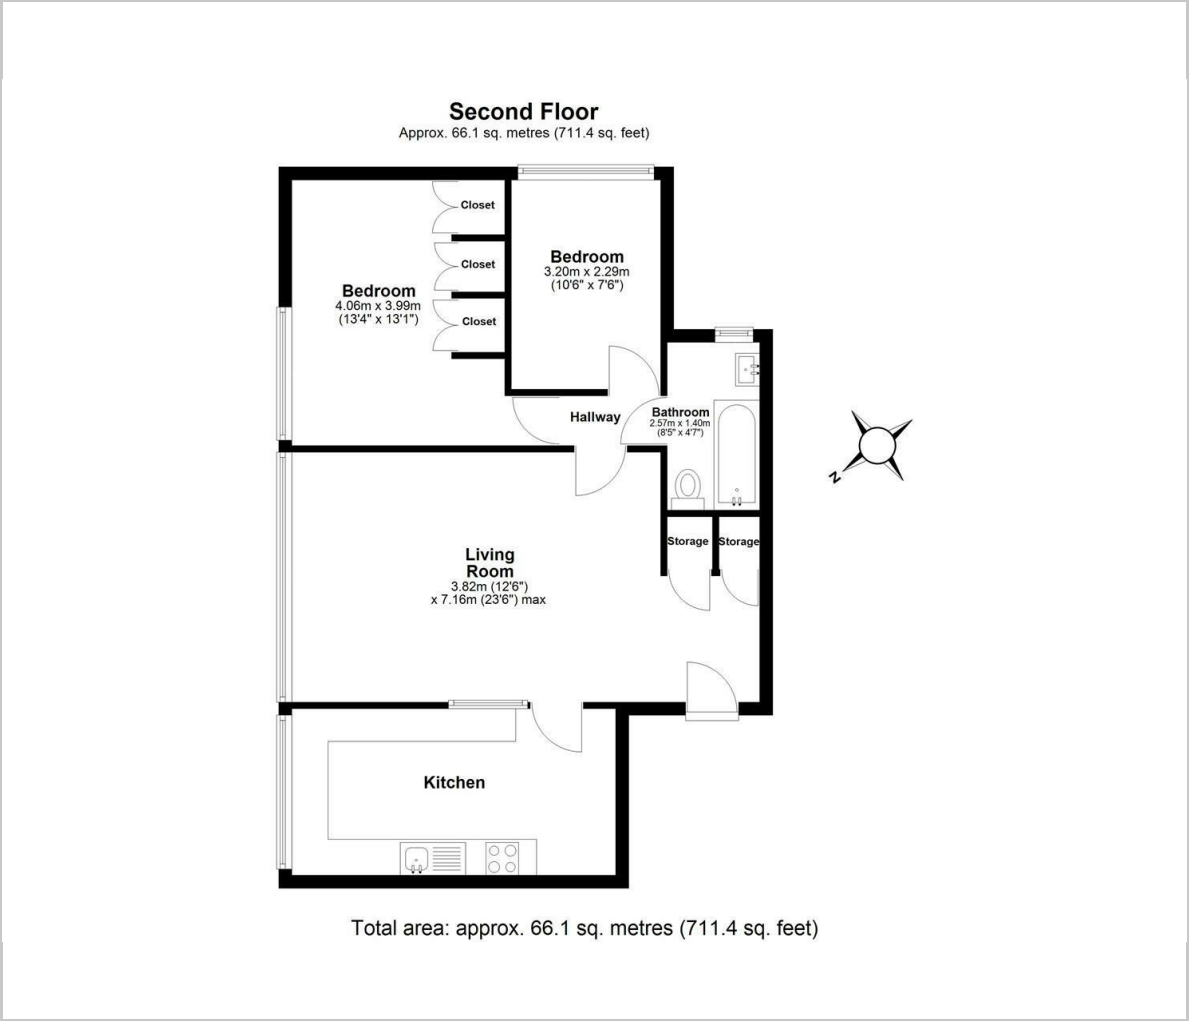 Second Floor
Approx. 66.1 sq. metres (711.4 sq. feet)
Closet
Closet
Closet
Bedroom
4.06m x 3.99m
(13'4" x 13'1")
Bedroom
3.20m x 2.29m
(10'6" x 7'6")
Hallway
Bathroom
2.57m x 1.40m
(8'5" x 4'7")
N
Storage
Storage
Living
Room
3.82m (12'6")
x 7.16m (23'6") max
Kitchen
Total area: approx. 66.1 sq. metres (711.4 sq. feet)